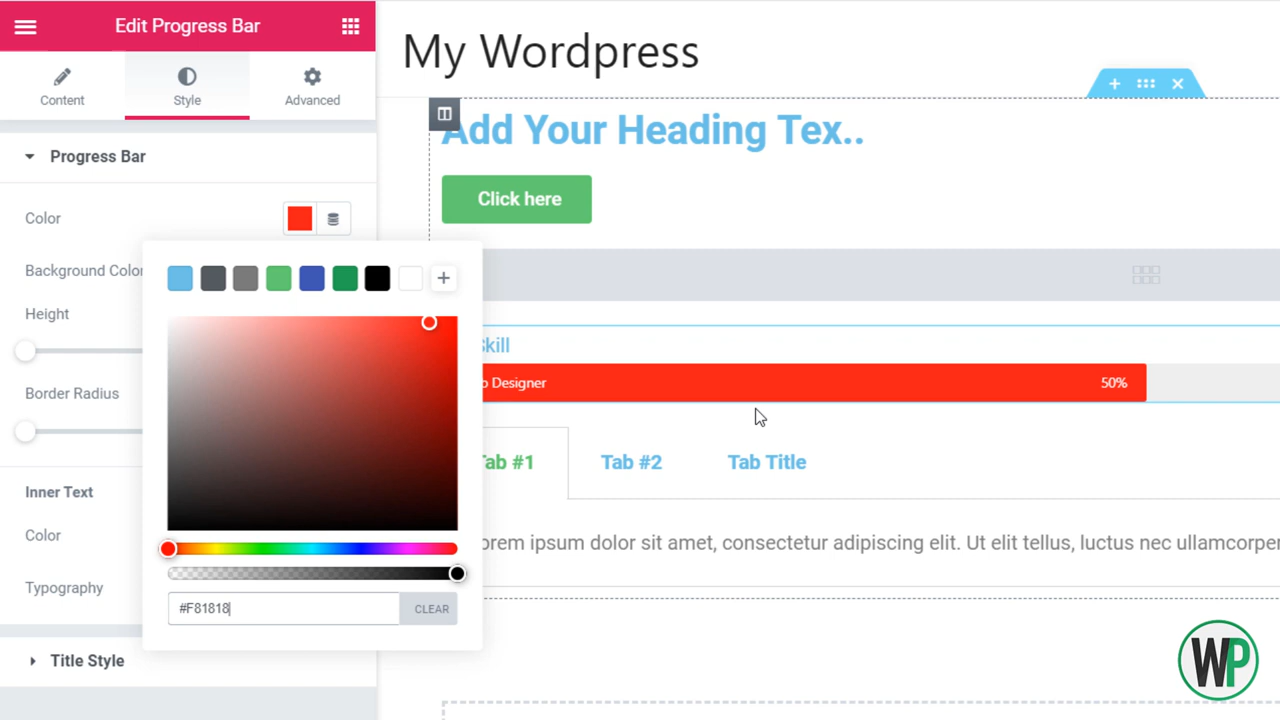 Edit Progress Bar
Content
Style
Advanced
Progress Bar
Color
Background Color
Height
Border Radius
Inner Text
Color
Typography
Title Style
#F81818
CLEAR
My Wordpress
Add Your Heading Tex..
Click here
Skill
Designer
50%
Tab #1
Tab #2
Tab Title
orem ipsum dolor sit amet, consectetur adipiscing elit. Ut elit tellus, luctus nec ullamcorper
WP